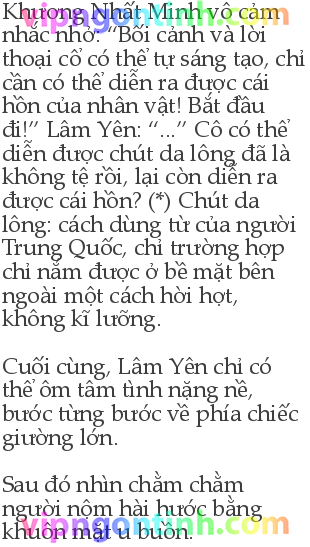 vipngontinh.com
Khương Nhất Minh vô cảm
nhắc nhở: “Bối cảnh và lời
thoại cổ có thể tự sáng tạo, chỉ
cần có thể diễn ra được cái
hồn của nhân vật! Bắt đầu
đi!” Lâm Yên: “...” Cô có thể
diễn được chút da lông đã là
không tệ rồi, lại còn diễn ra
được cái hồn? (*) Chút da
lông: cách dùng từ của người
Trung Quốc, chỉ trường hợp
chỉ nắm được ở bề mặt bên
ngoài một cách hời hợt,
không kĩ lưỡng.
Cuối cùng, Lâm Yên chỉ có
thể ôm tâm tình nặng nề,
bước từng bước về phía chiếc
giường lớn.
Sau đó nhìn chằm chằm
người nộm hài hước bằng
khuôn mặt u buồn.
vipngontinh.com